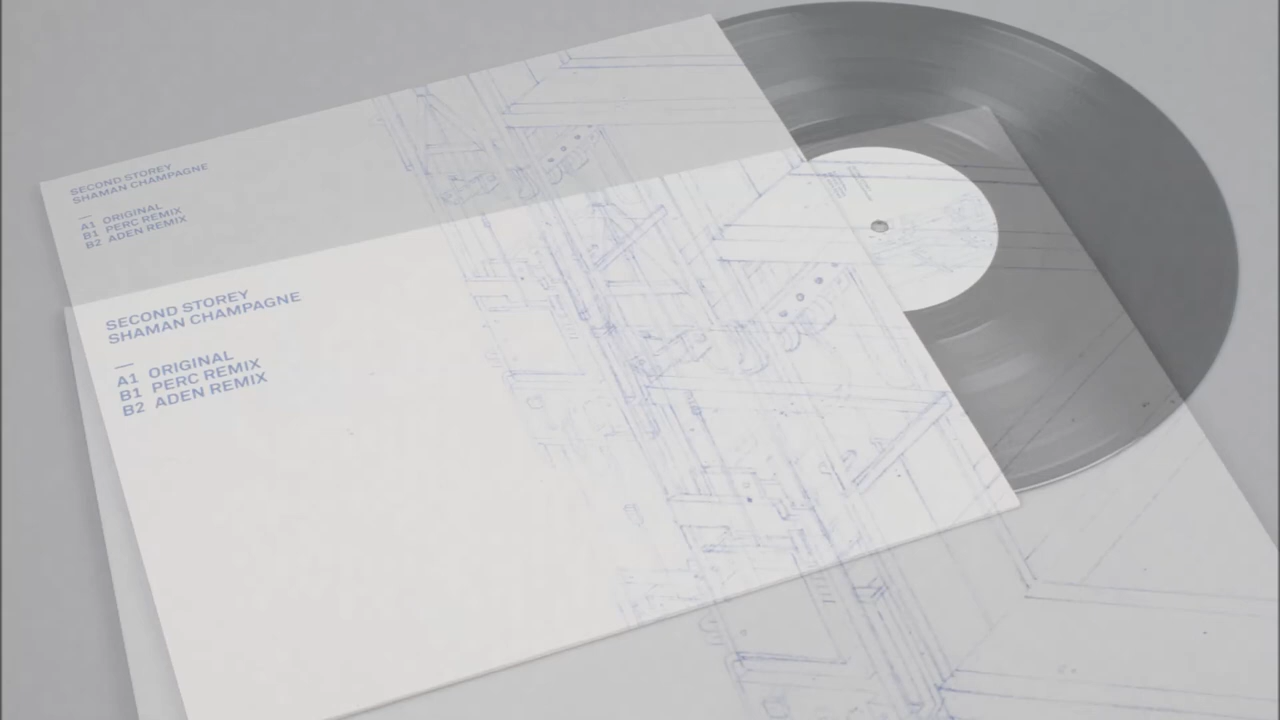 SECOND STOREY
SHAMAN CHAMPAGNE
—
A1 ORIGINAL
B1 PERC REMIX
B2 ADEN REMIX
SECOND STOREY
SHAMAN CHAMPAGNE
—
A1 ORIGINAL
B1 PERC REMIX
B2 ADEN REMIX